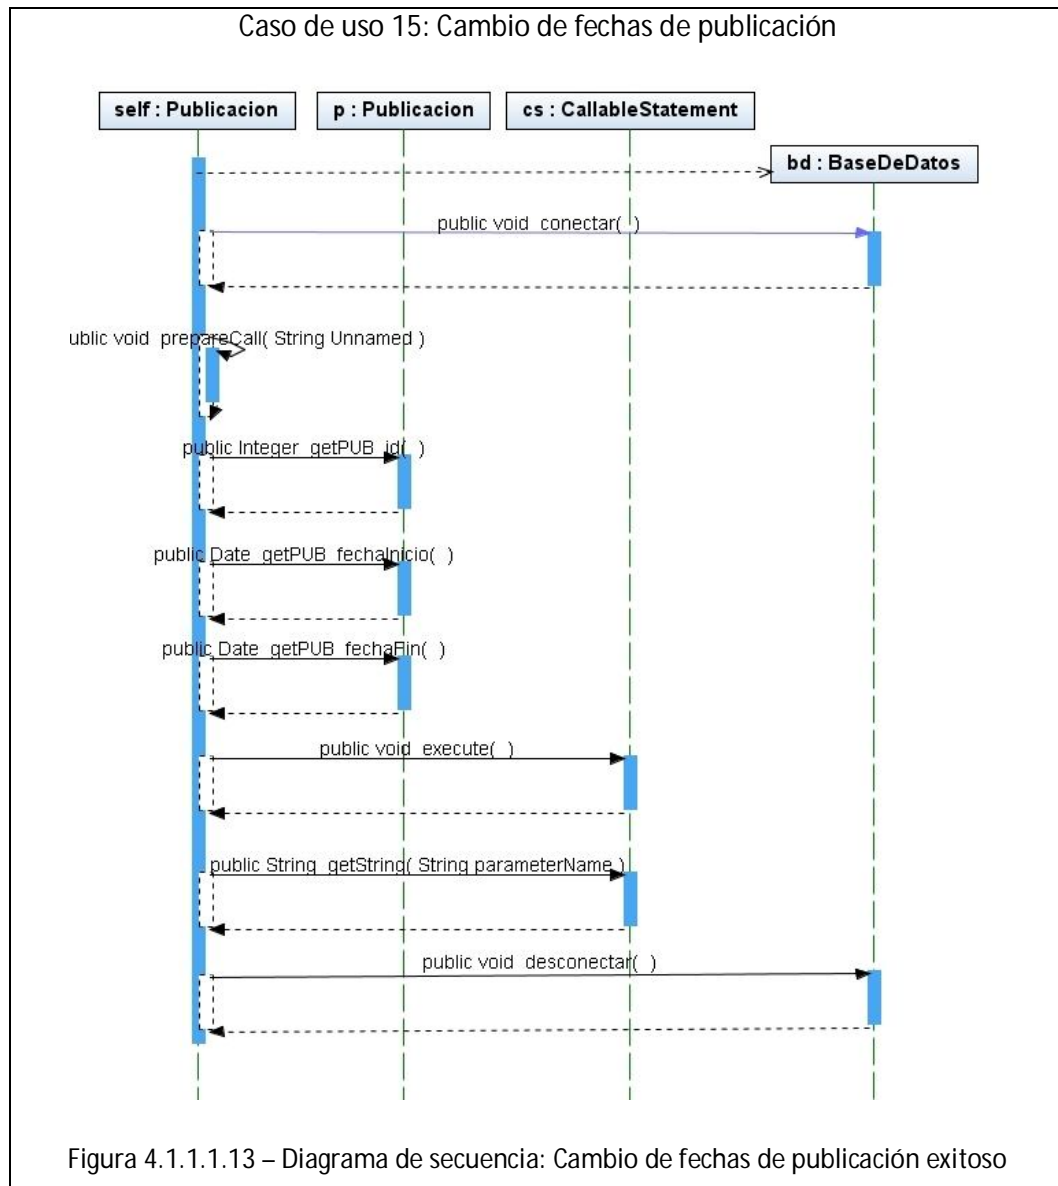 Caso de uso 15: Cambio de fechas de publicación
self : Publicacion
p : Publicacion
cs : CallableStatement
bd : BaseDeDatos
public void conectar( )
ublic void prepareCall( String Unnamed )
public Integer getPUB_id( )
public Date getPUB_fechaInicio( )
public Date getPUB_fechaFin( )
public void execute( )
public String getString( String parameterName )
public void desconectar( )
Figura 4.1.1.1.13 – Diagrama de secuencia: Cambio de fechas de publicación exitoso